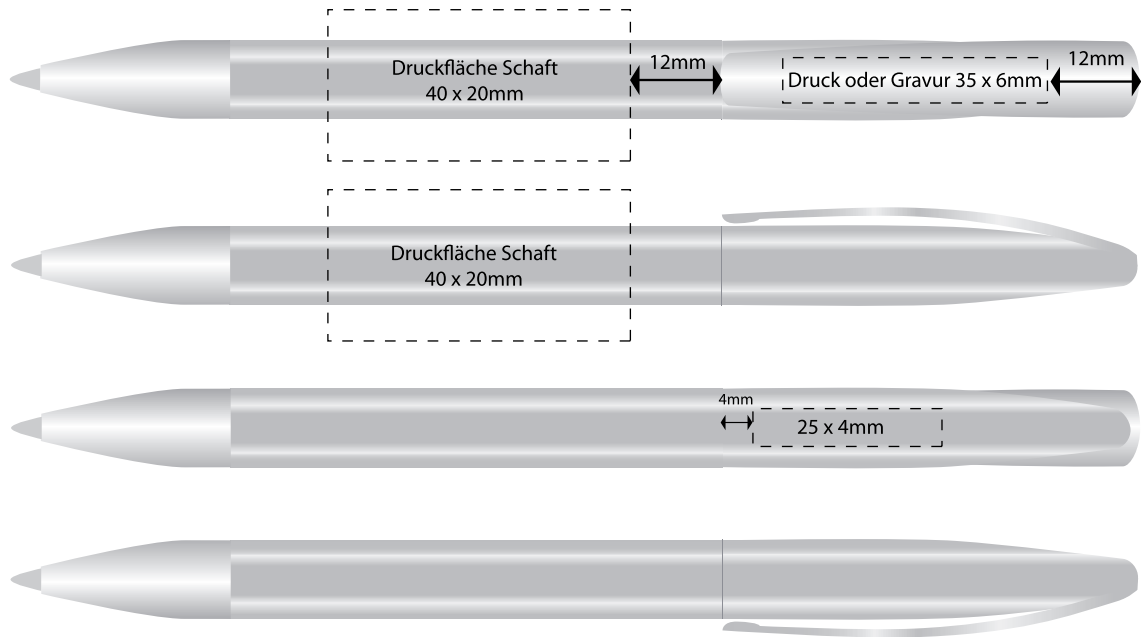 Druckfläche Schaft
40 x 20mm
12mm
Druck oder Gravur 35 x 6mm
12mm
Druckfläche Schaft
40 x 20mm
4mm
25 x 4mm